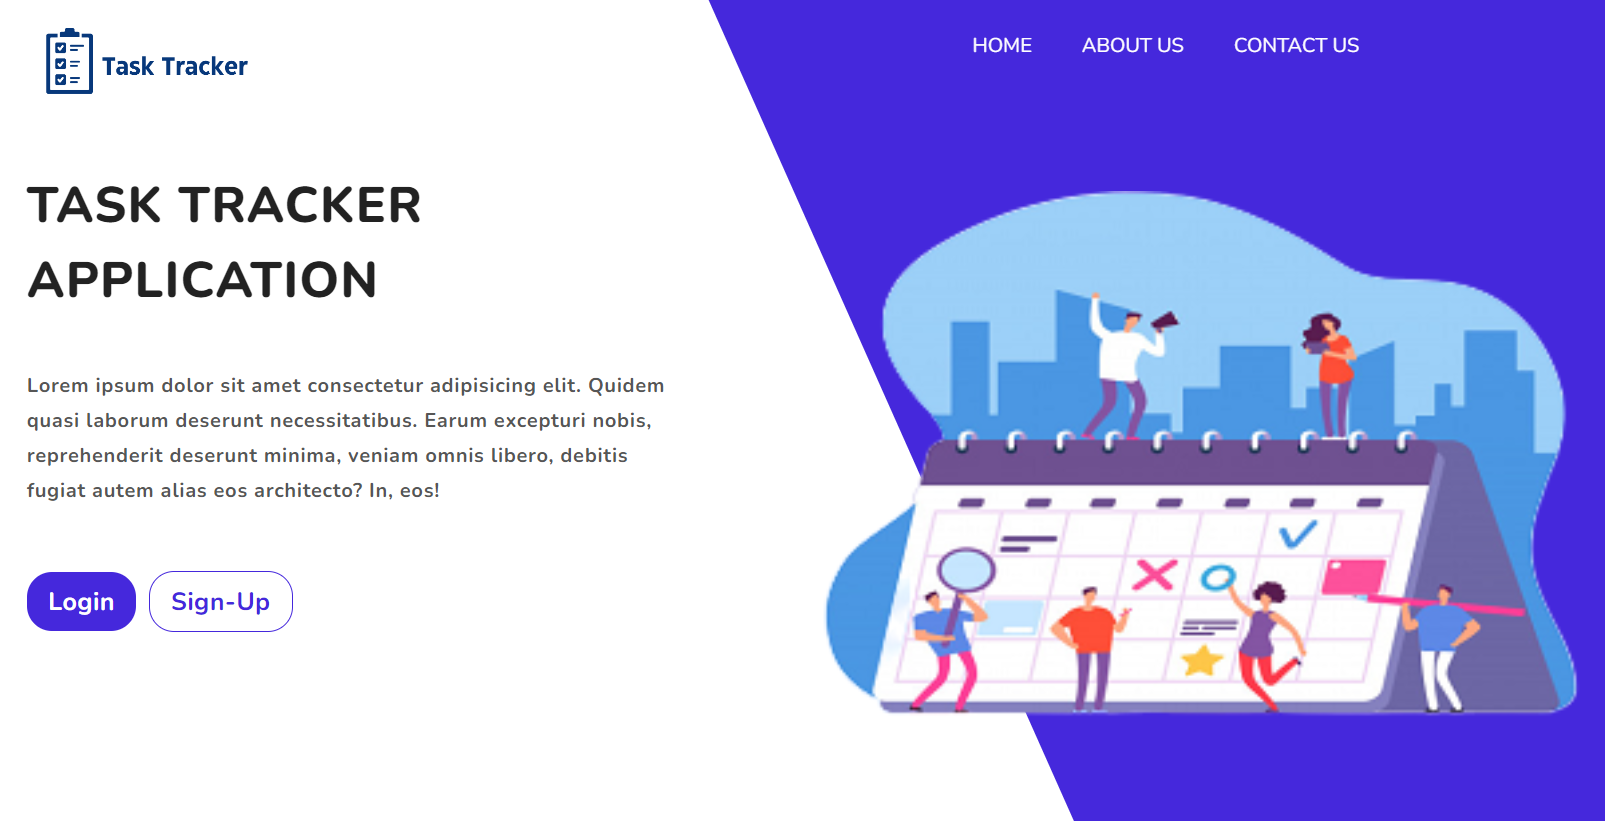 Task Tracker
HOME ABOUT US CONTACT US
TASK TRACKER
APPLICATION
Lorem ipsum dolor sit amet consectetur adipisicing elit. Quidem
quasi laborum deserunt necessitatibus. Earum excepturi nobis,
reprehenderit deserunt minima, veniam omnis libero, debitis
fugiat autem alias eos architecto? In, eos!
Login Sign-Up